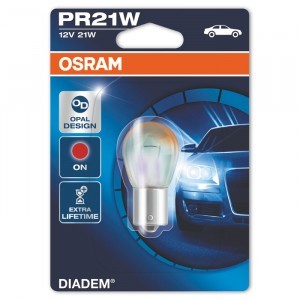 PR21W
12V 21W
OSRAM
OD
OPAL
DESIGN
ON
EXTRA
LIFETIME
DIADEM®